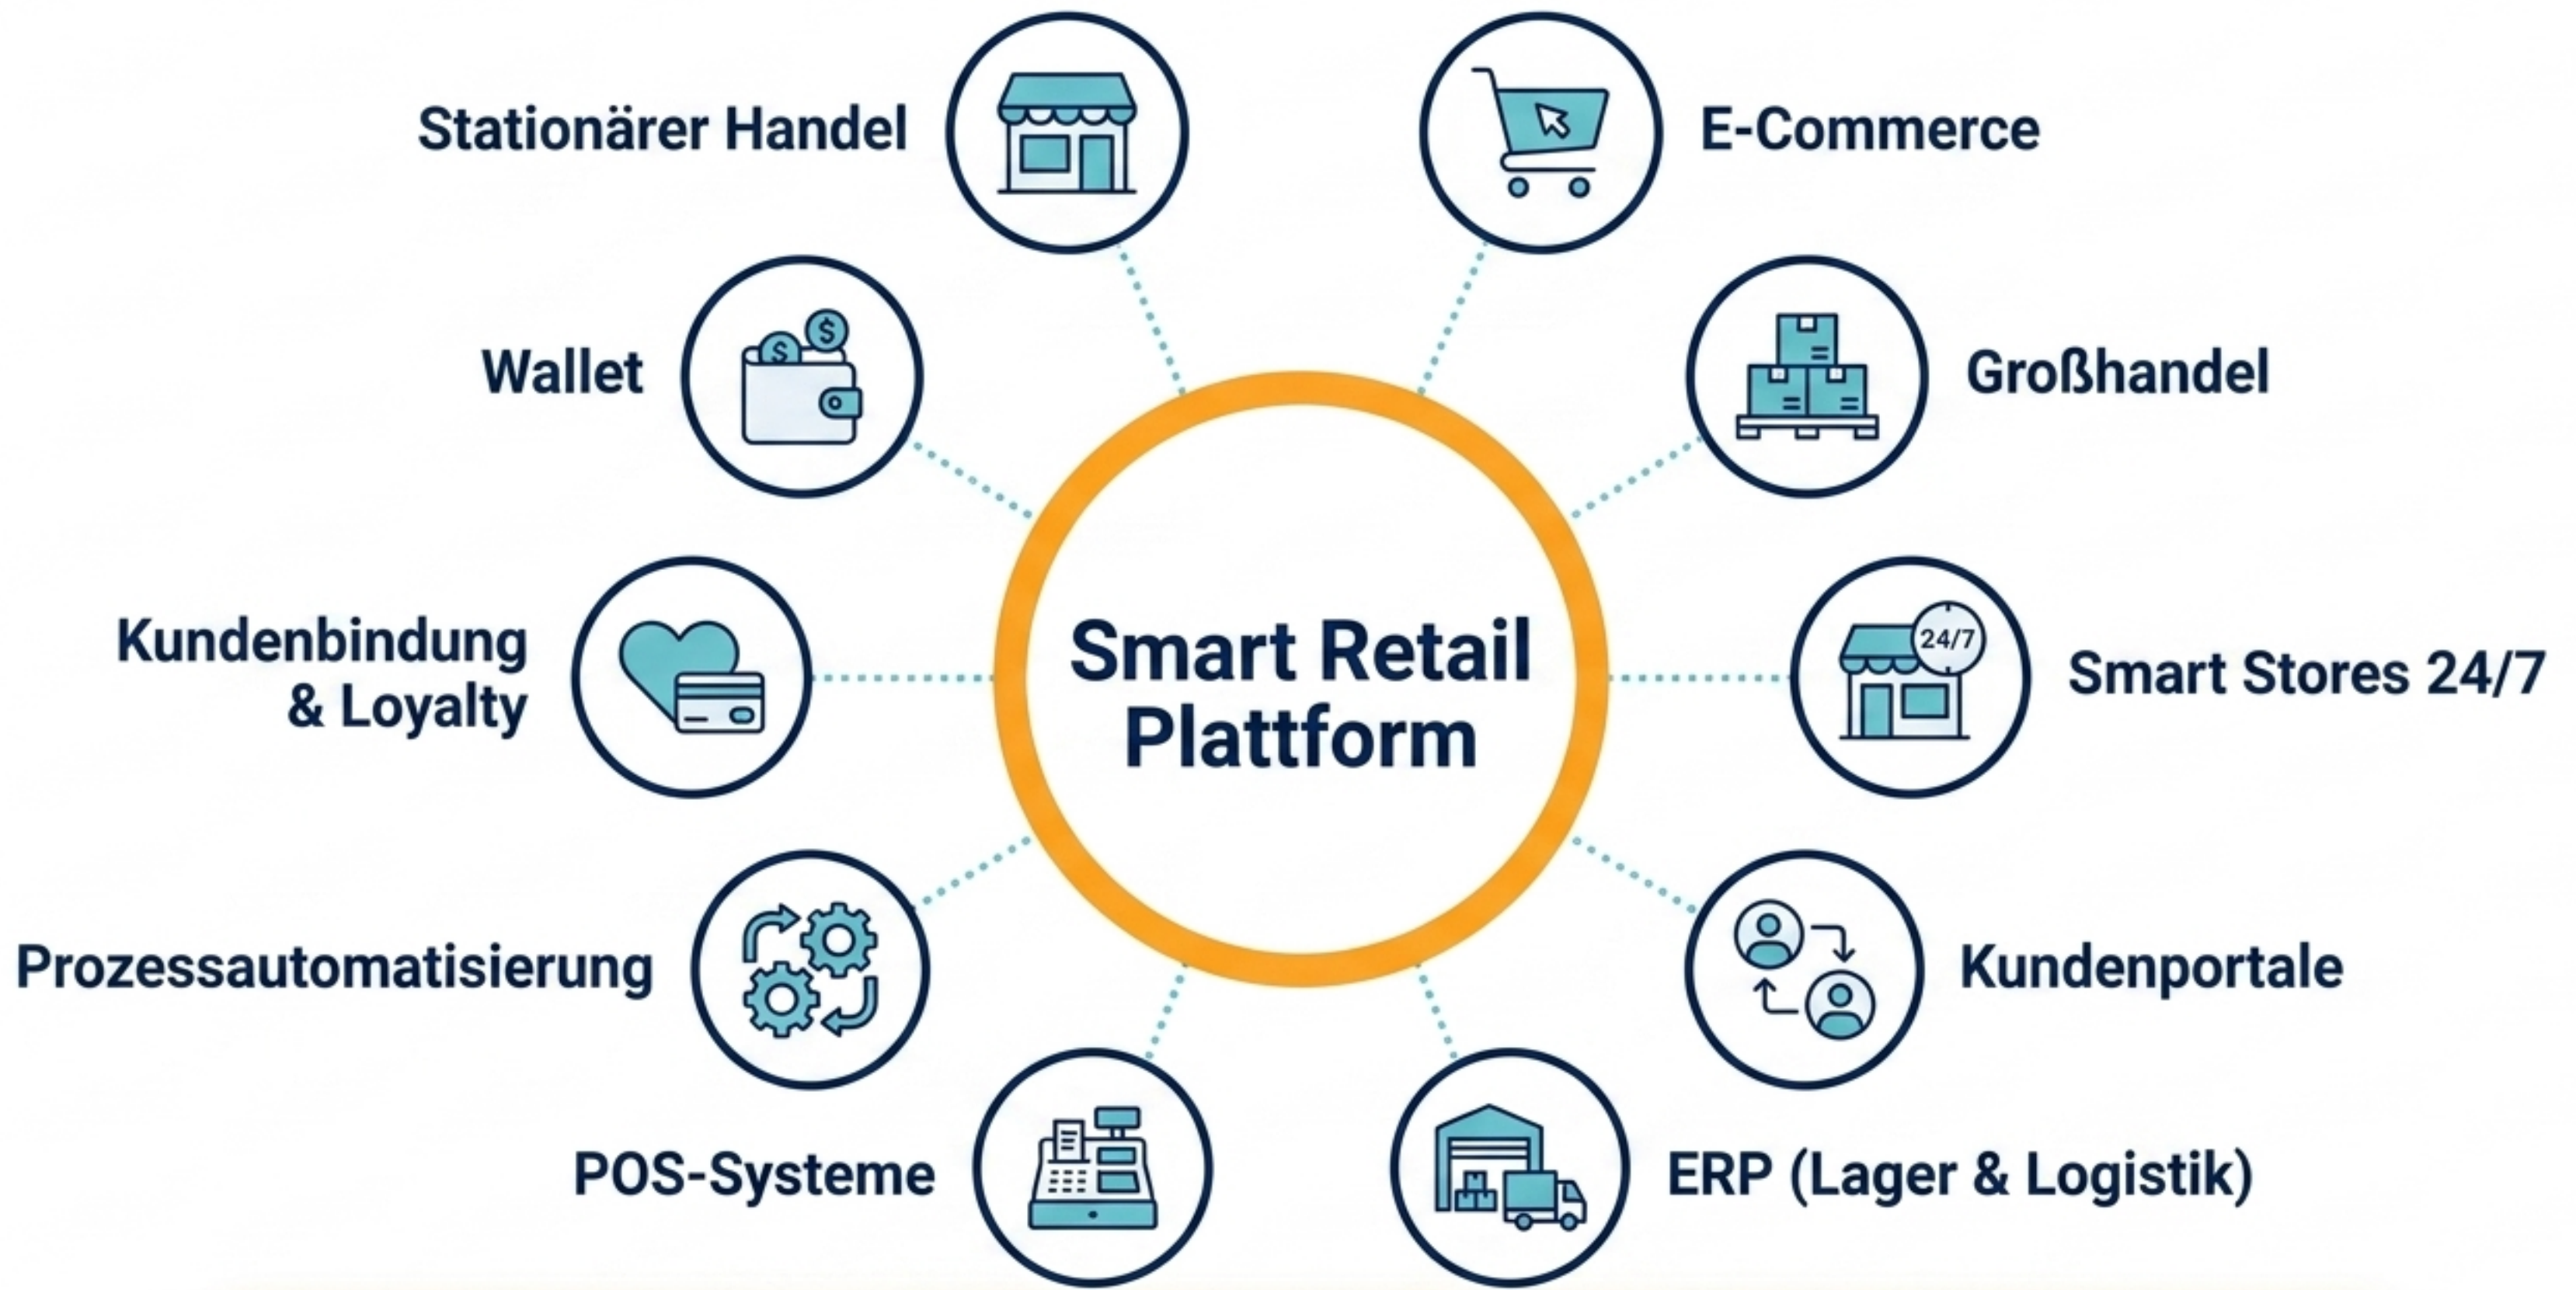 Stationärer Handel
E-Commerce
Wallet
$
$
Großhandel
Kundenbindung
& Loyalty
Smart Retail
Plattform
24/7
Smart Stores 24/7
Prozessautomatisierung
Kundenportale
POS-Systeme
ERP (Lager & Logistik)